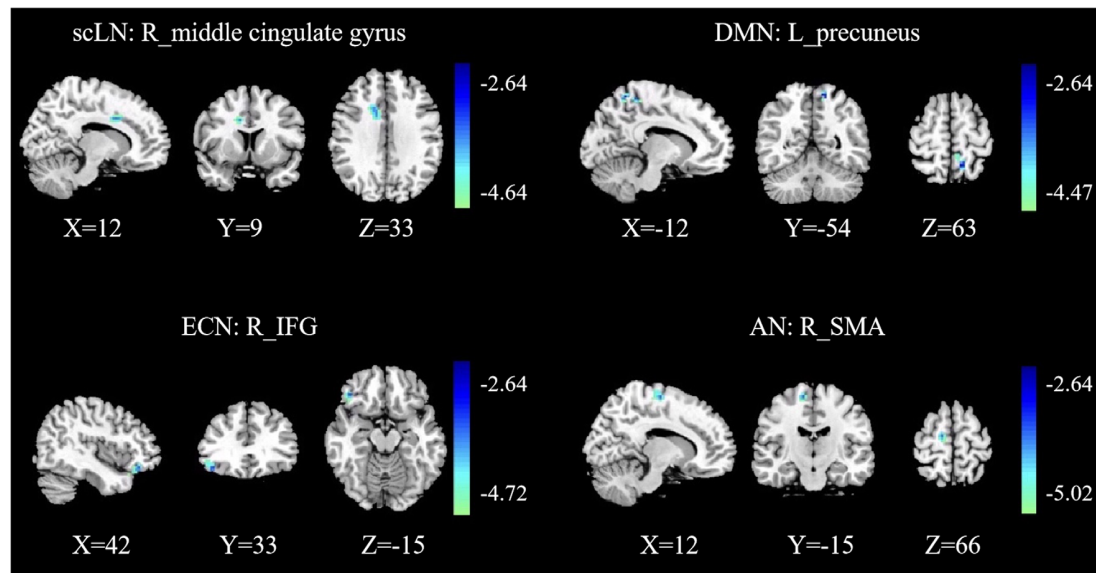 scLN: R_middle cingulate gyrus
-2.64
-4.64
X=12 Y=9 Z=33
DMN: L_precuneus
-2.64
-4.47
X=-12 Y=-54 Z=63
ECN: R_IFG
-2.64
-4.72
X=42 Y=33 Z=-15
AN: R_SMA
-2.64
-5.02
X=12 Y=-15 Z=66